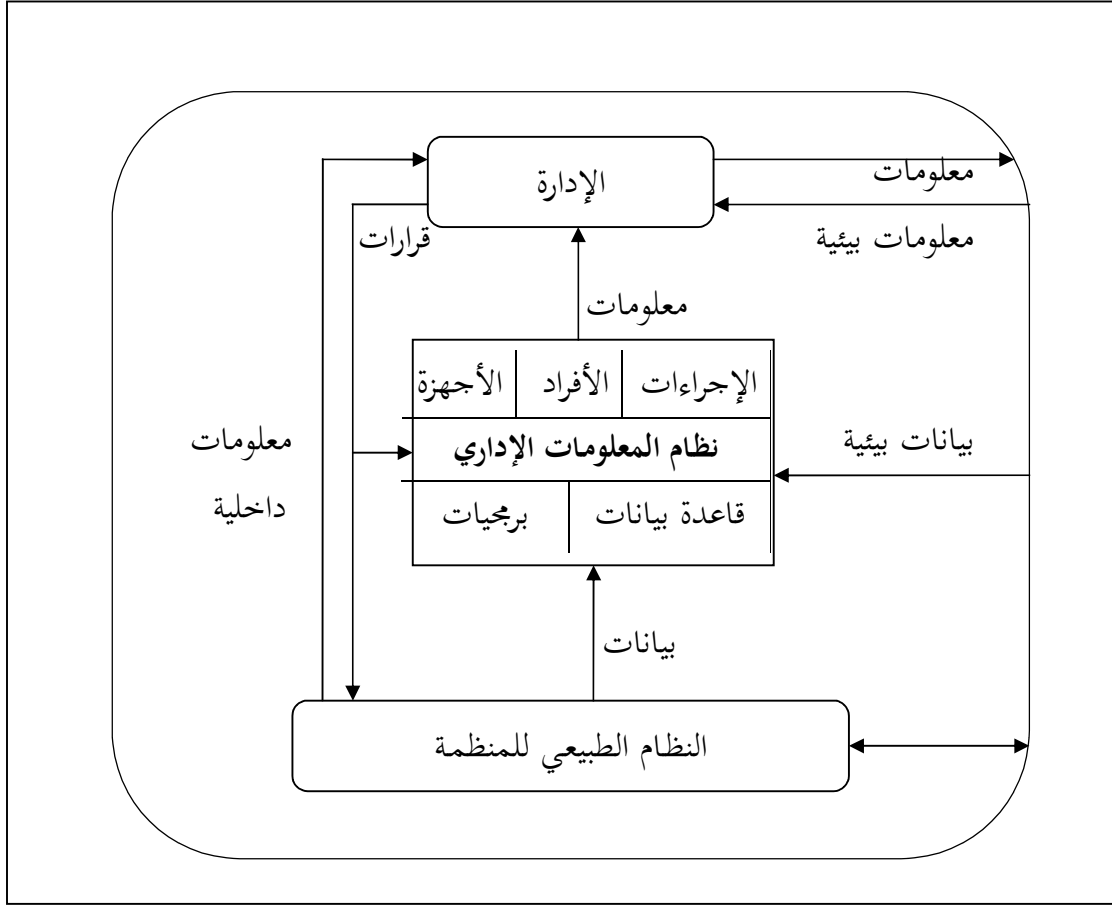 الإدارة
معلومات
معلومات بيئية
قرارات
معلومات
الإجراءات
الأفراد
الأجهزة
نظام المعلومات الإداري
بيانات بيئية
معلومات
داخلية
قاعدة بيانات
برمجيات
بيانات
النظام الطبيعي للمنظمة